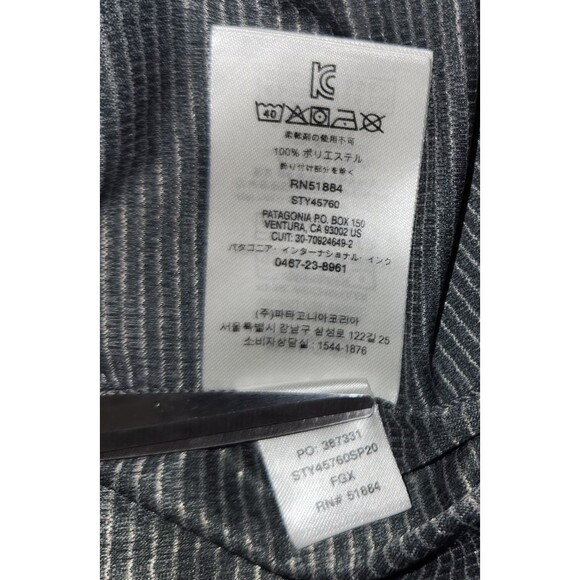 40
柔軟剤の使用不可
100% ポリエステル
飾り付け部分を除く
RN51884
STY45760
PATAGONIA P.O. BOX 150
VENTURA, CA 93002 US
CUIT: 30-70924649-2
パタゴニア・インターナショナル・インク
0467-23-8961
(주)파타고니아코리아
서울특별시 강남구 삼성로 122길 25
소비자상담실 : 1544-1876
PO: 387331
STY45760SP20
FGX
RN# 51884